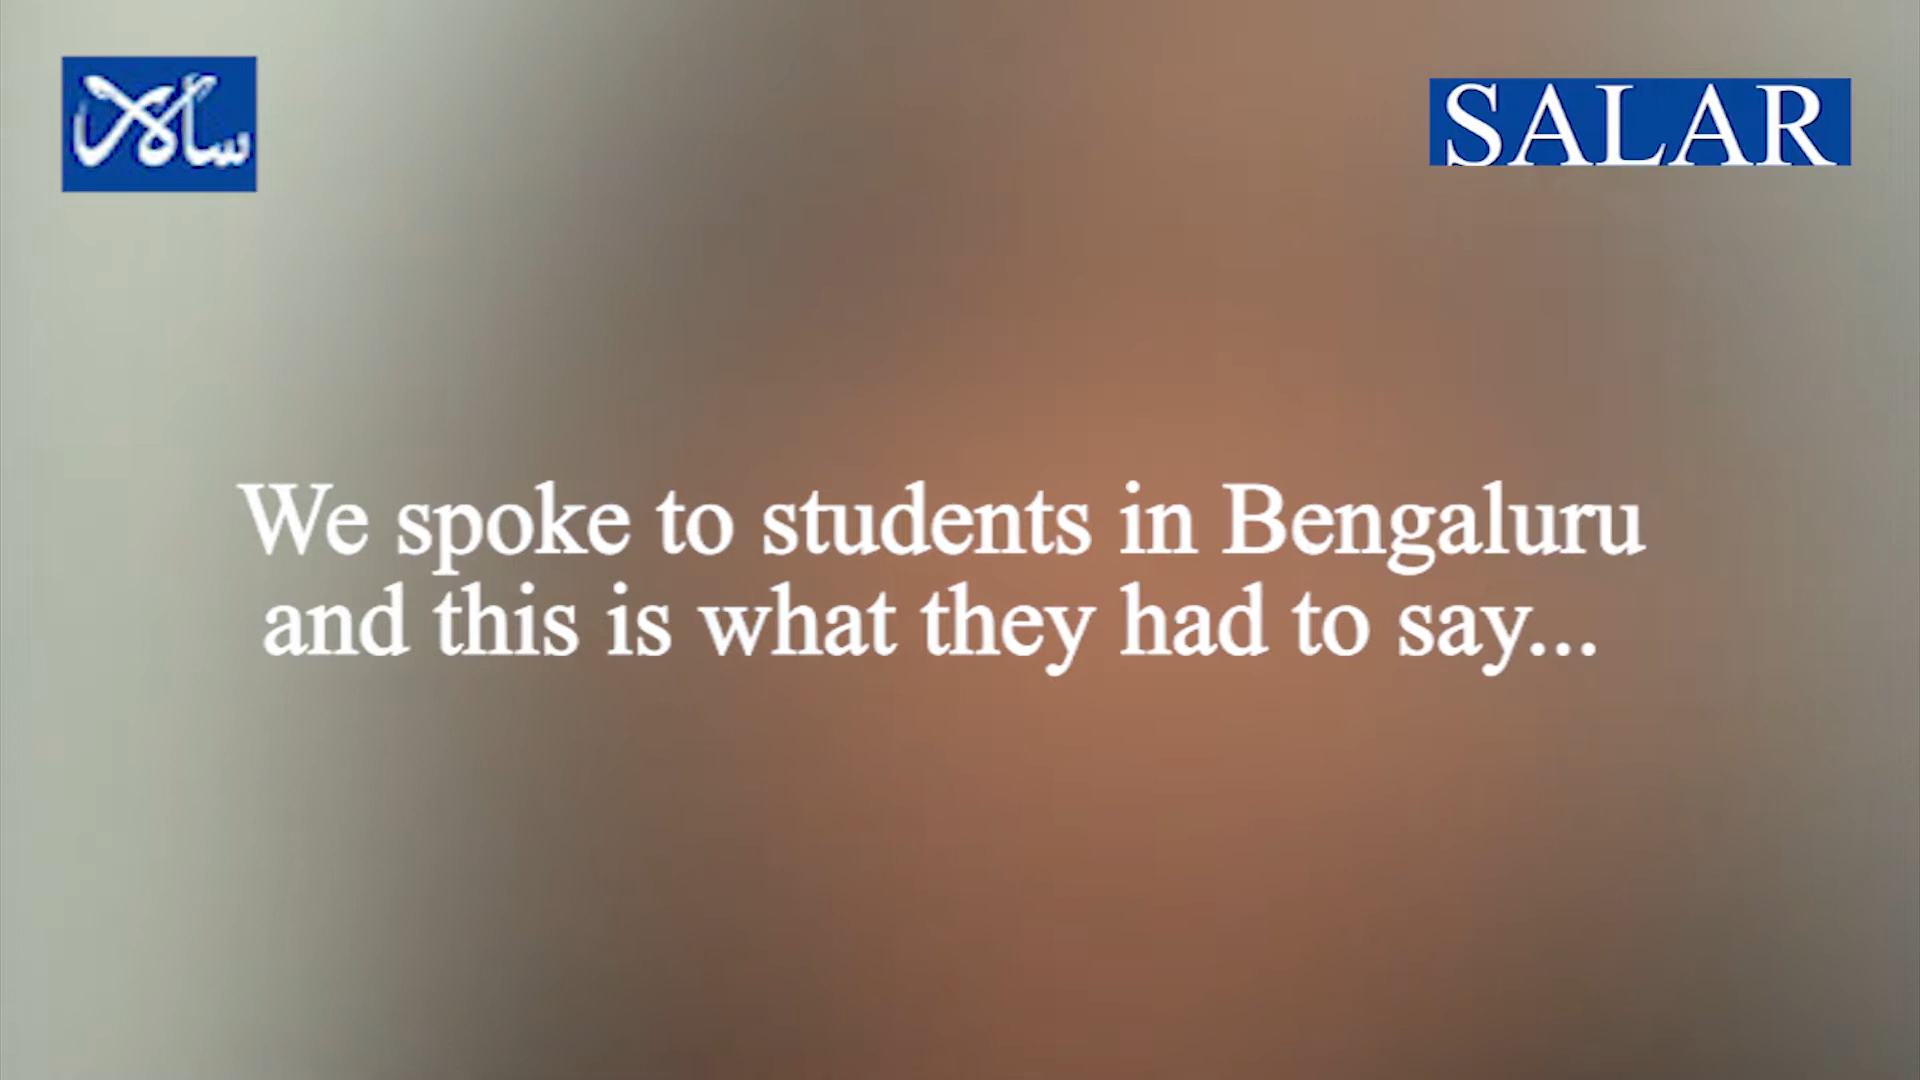 سالار
SALAR
We spoke to students in Bengaluru
and this is what they had to say...